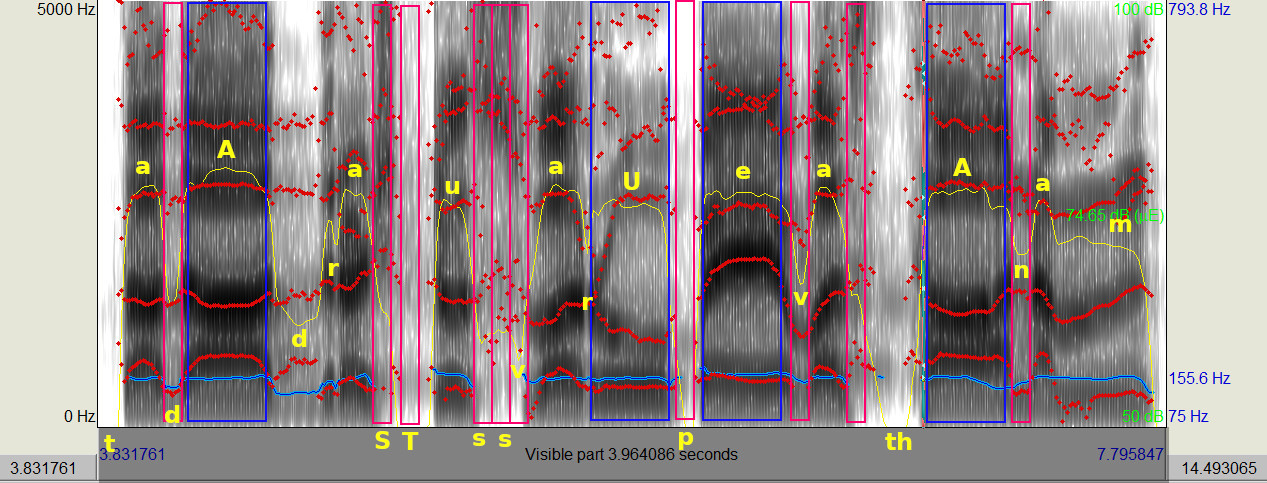 5000 Hz 100 dB 793.8 Hz
a A a u a U e a A a
74.65 dB (µE)
r r v n m
d v
155.6 Hz
0 Hz d 50 dB 75 Hz
t S T s s p th
3.831761 Visible part 3.964086 seconds 7.795847
3.831761 14.493065